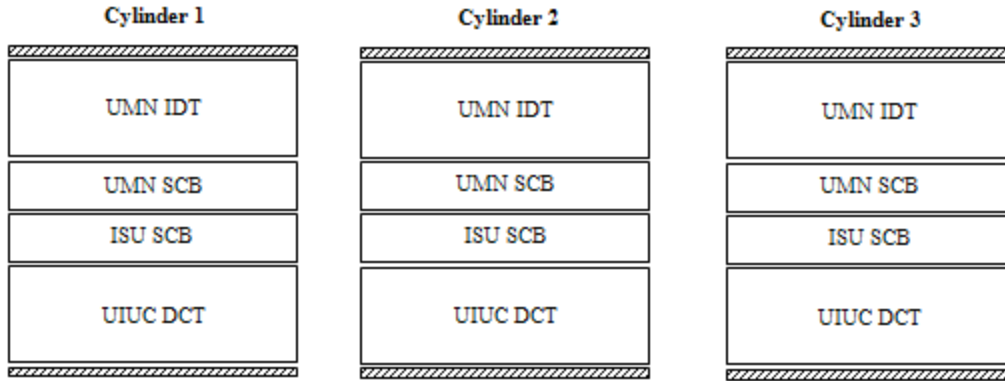 Cylinder 1
Cylinder 2
Cylinder 3
UMN IDT
UMN IDT
UMN IDT
UMN SCB
UMN SCB
UMN SCB
ISU SCB
ISU SCB
ISU SCB
UIUC DCT
UIUC DCT
UIUC DCT